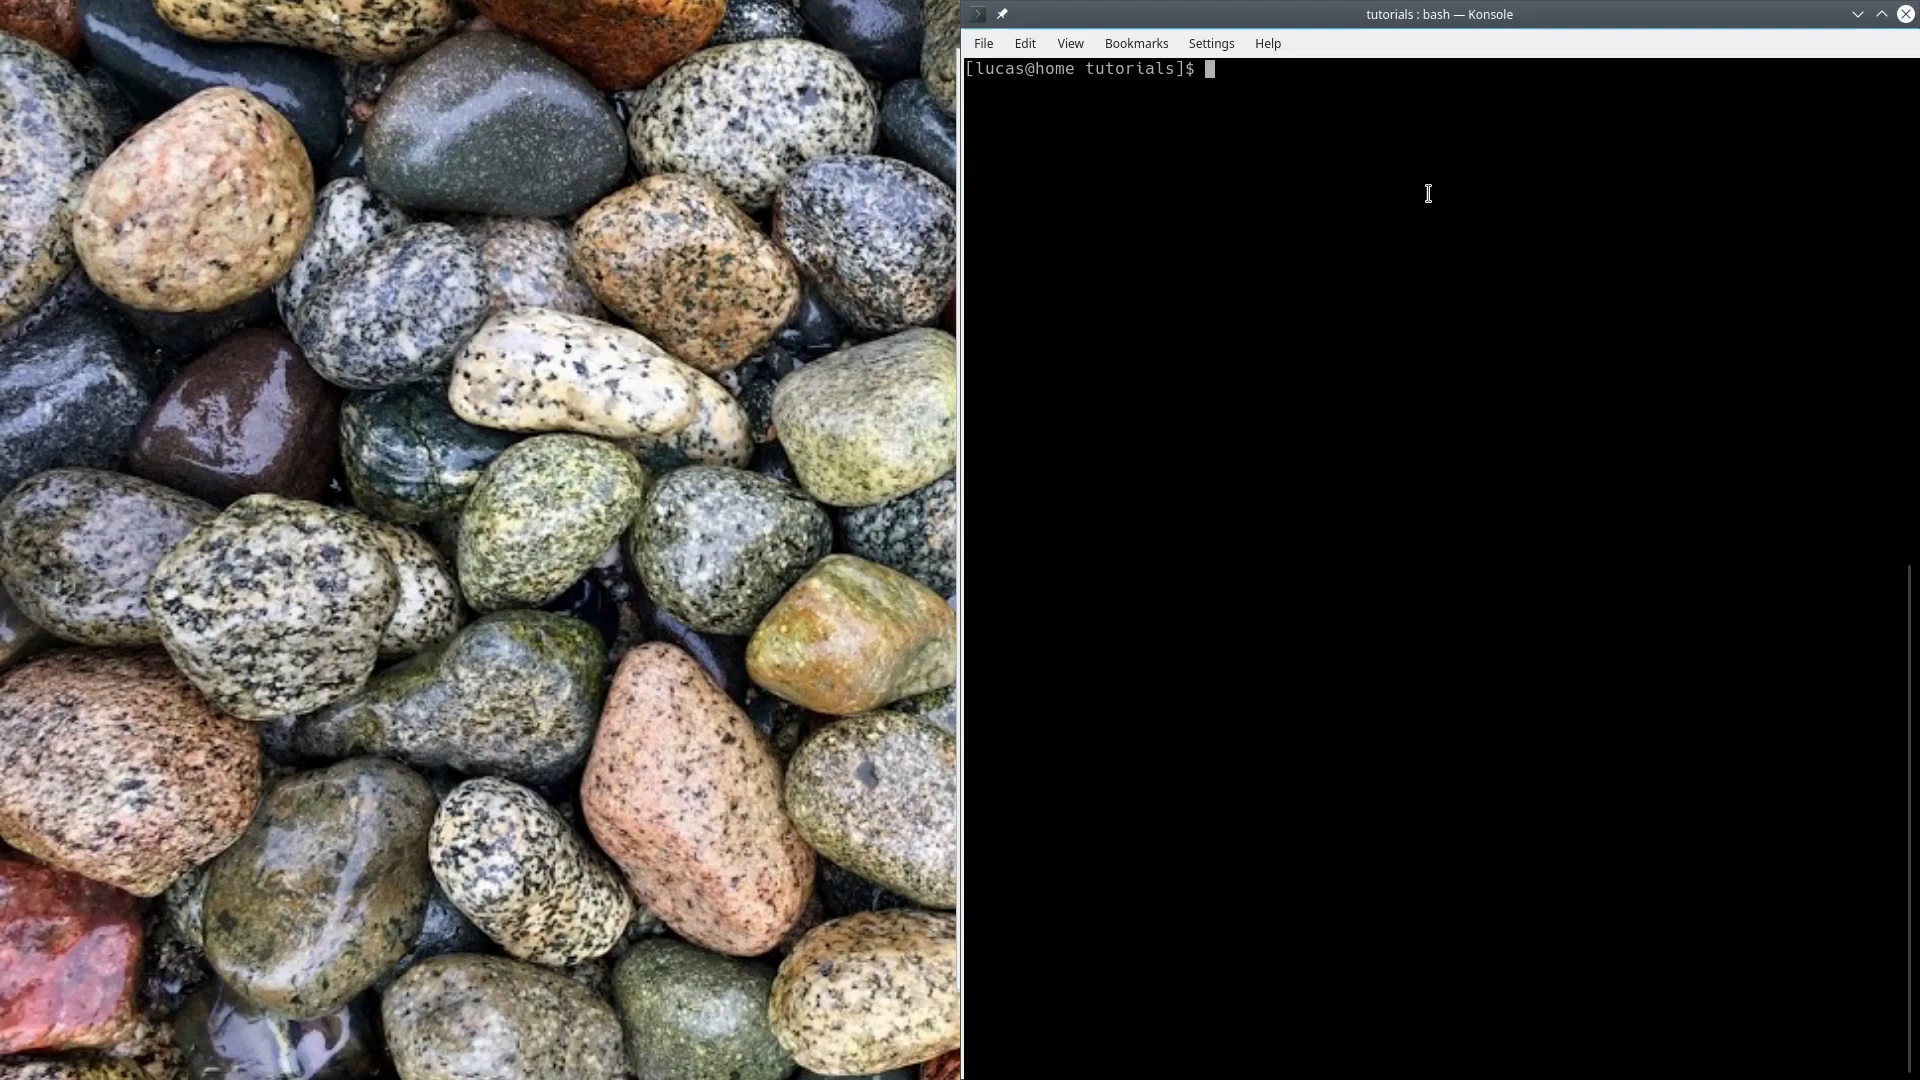 tutorials : bash — Konsole
File Edit View Bookmarks Settings Help
[lucas@home tutorials]$